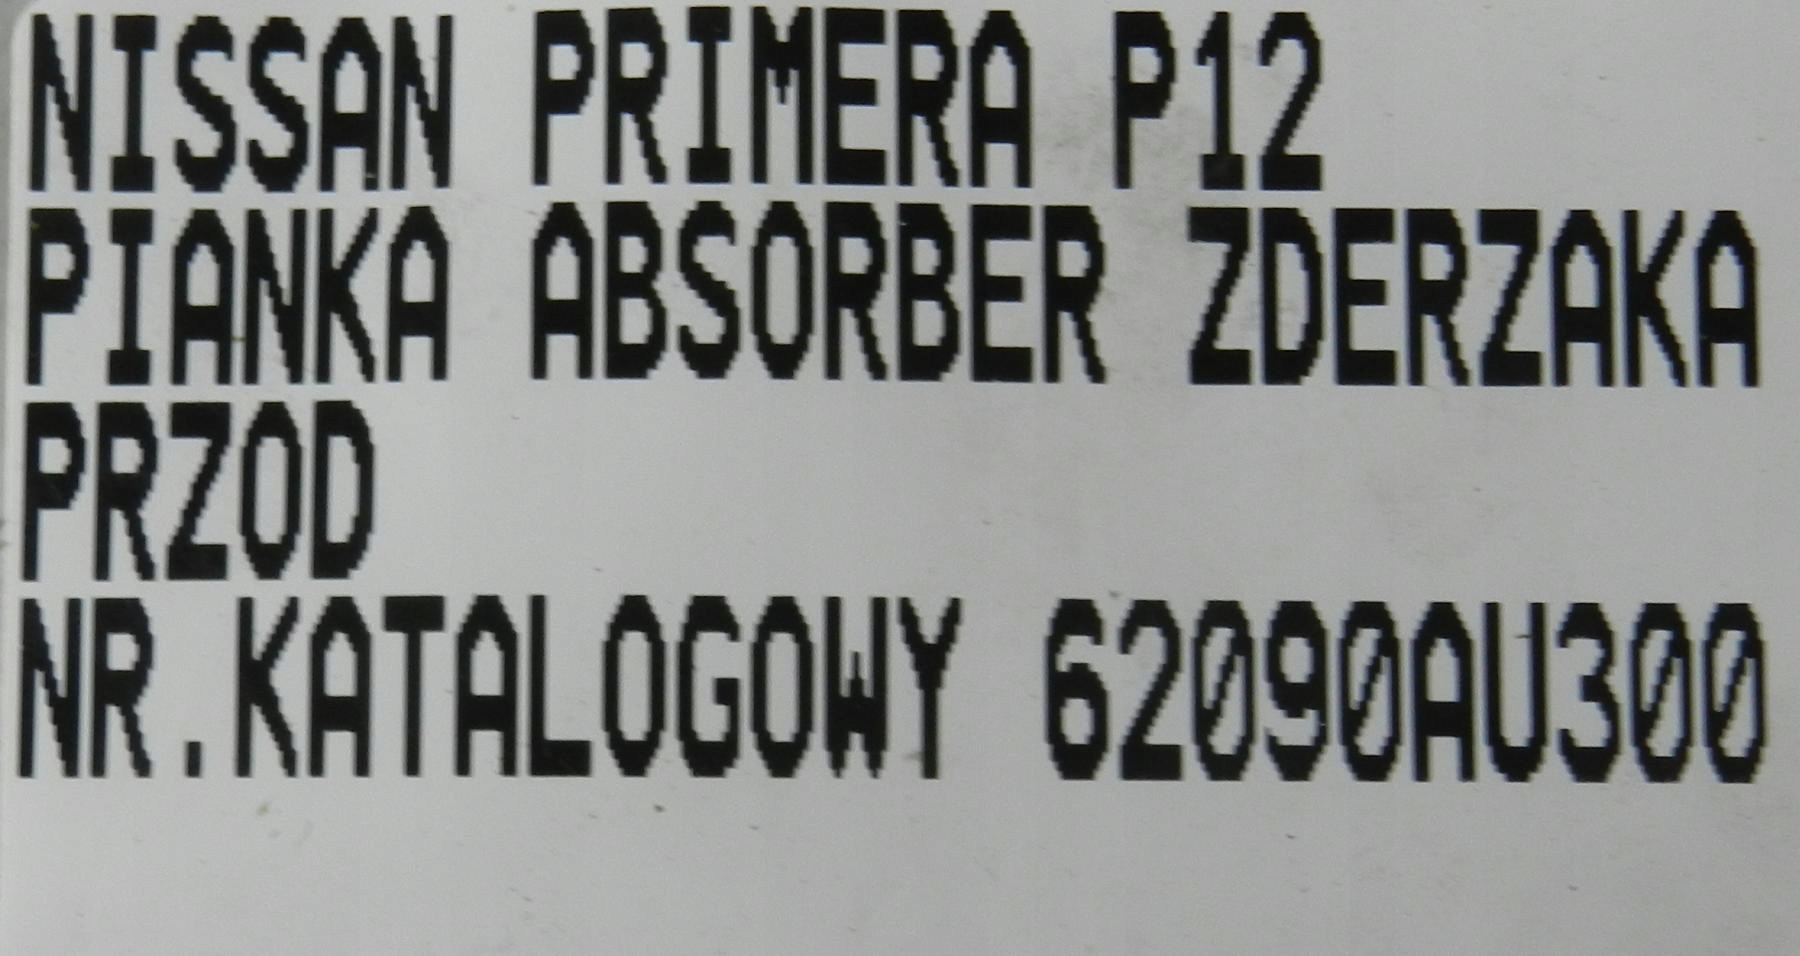 NISSAN PRIMERA P12
PIANKA ABSORBER ZDERZAKA
PRZOD
NR.KATALOGOWY 62090AU300